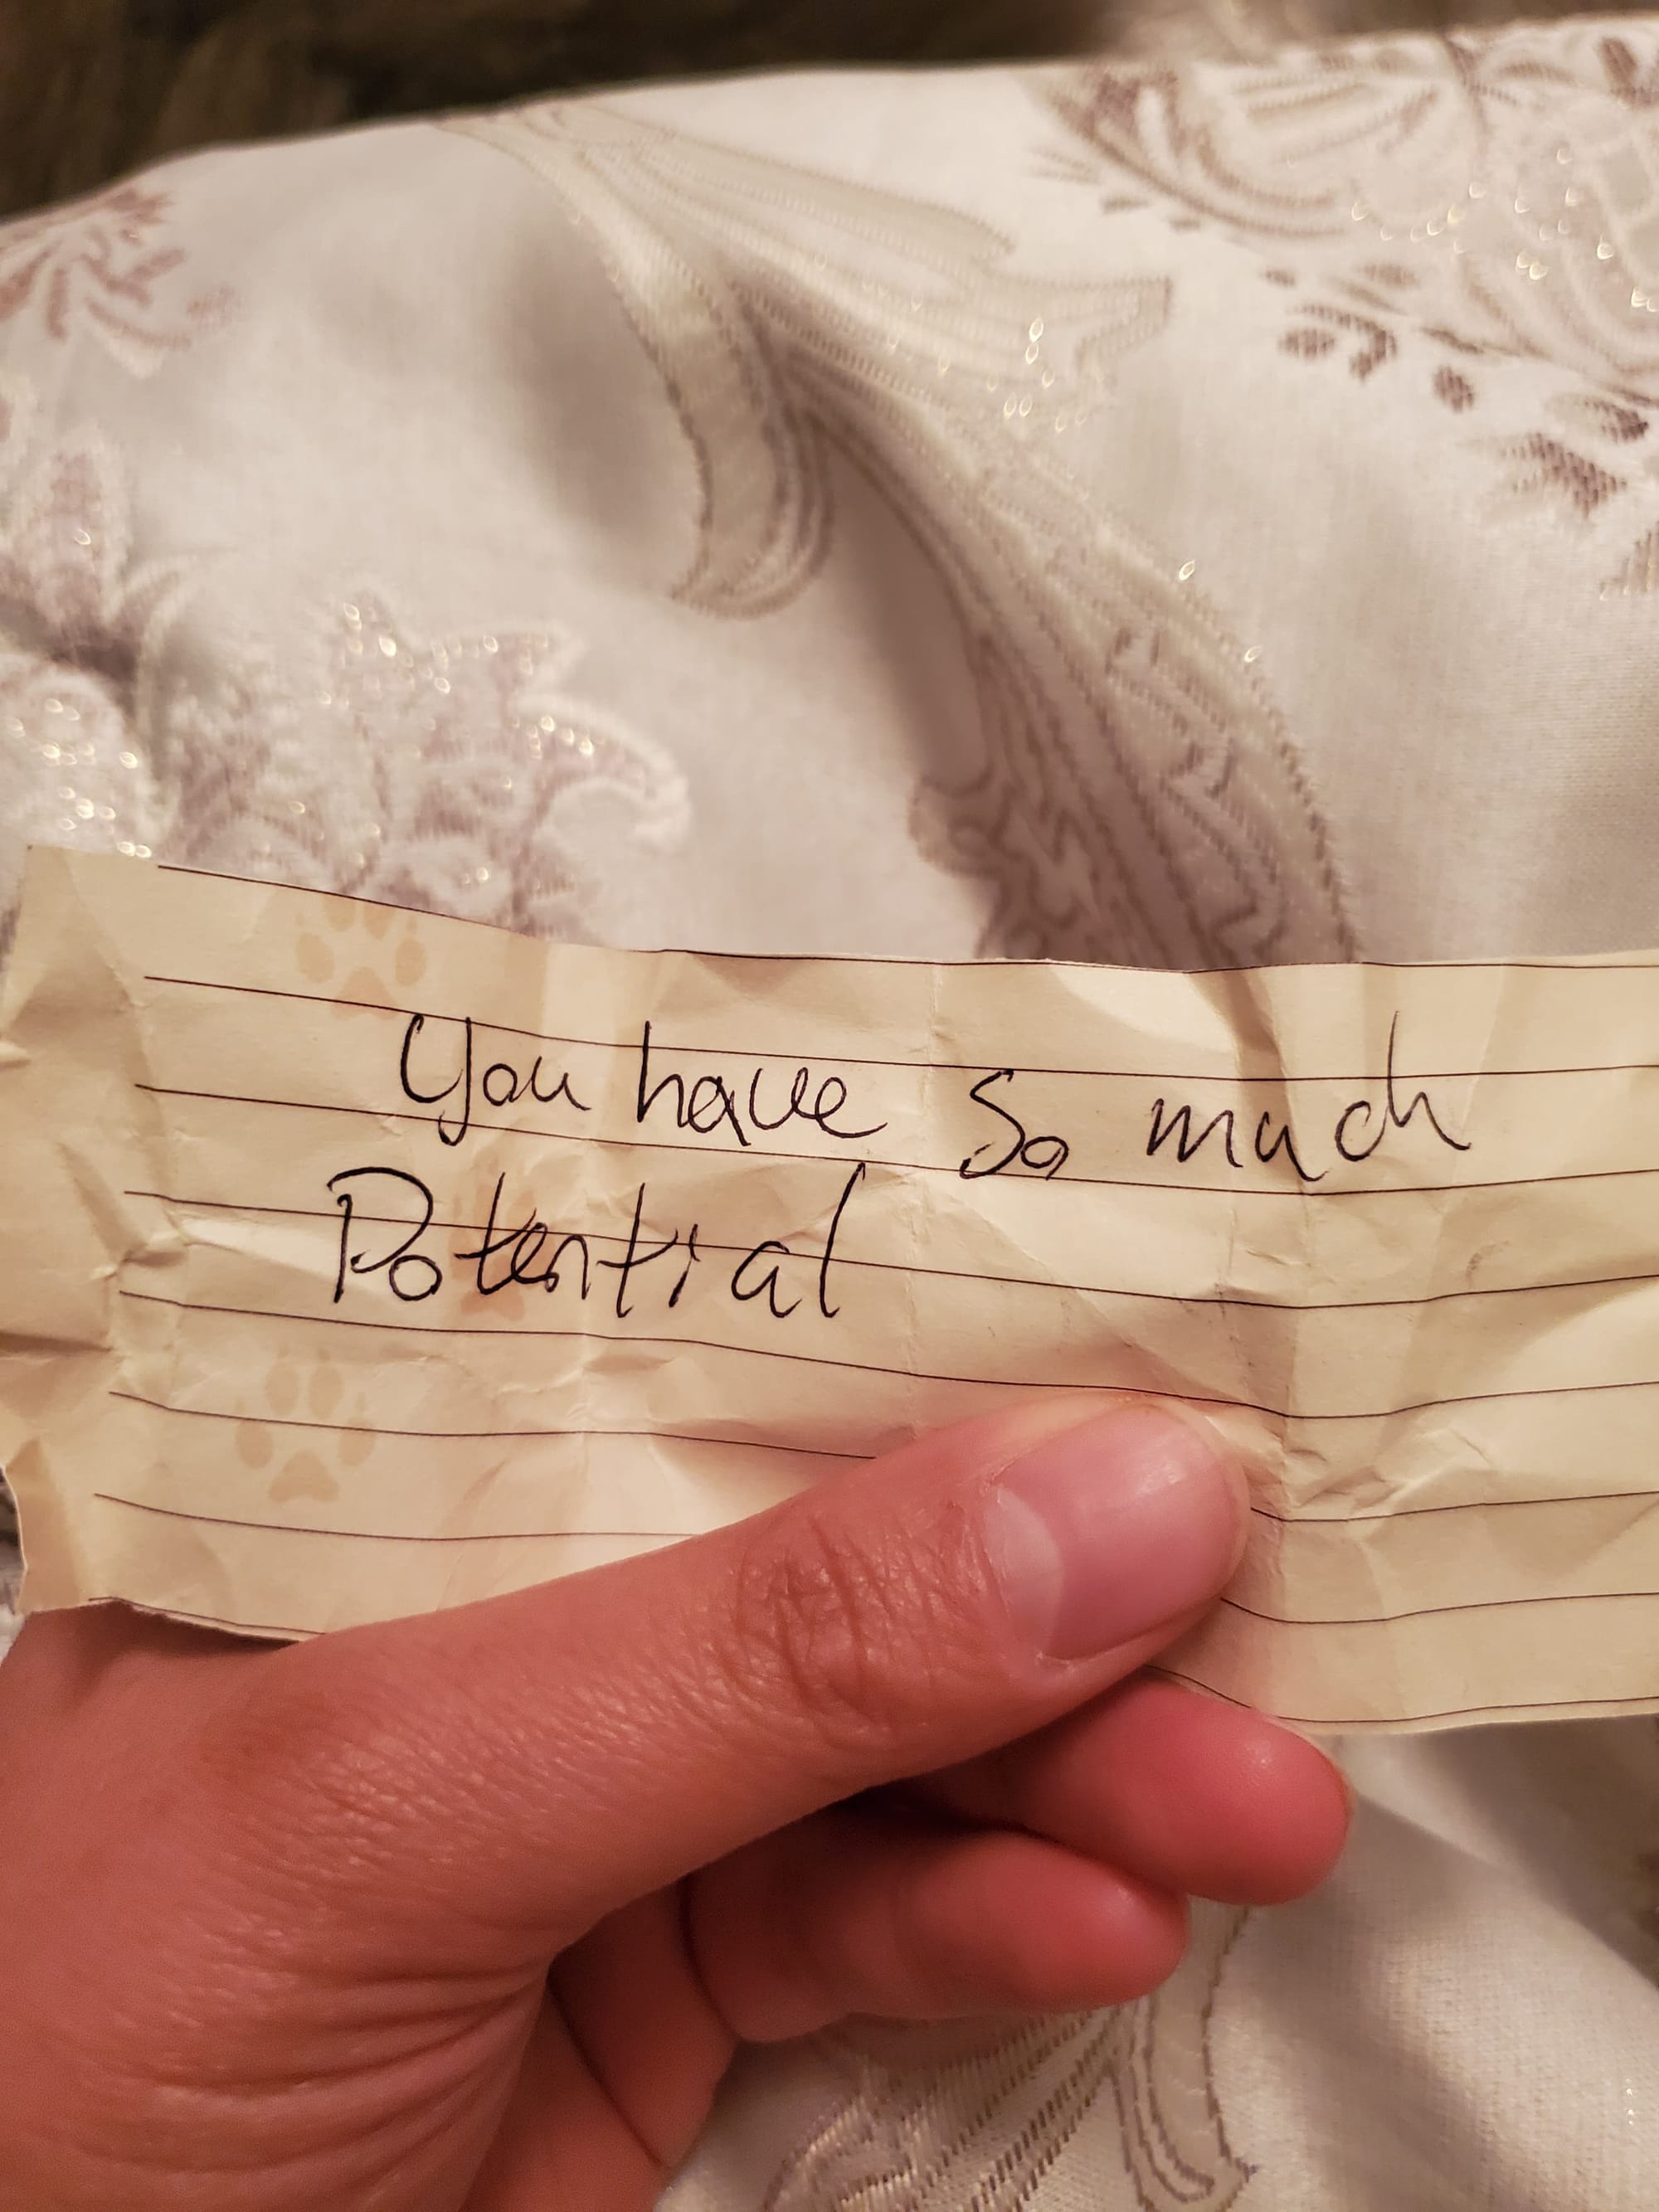 You have So much
Potential